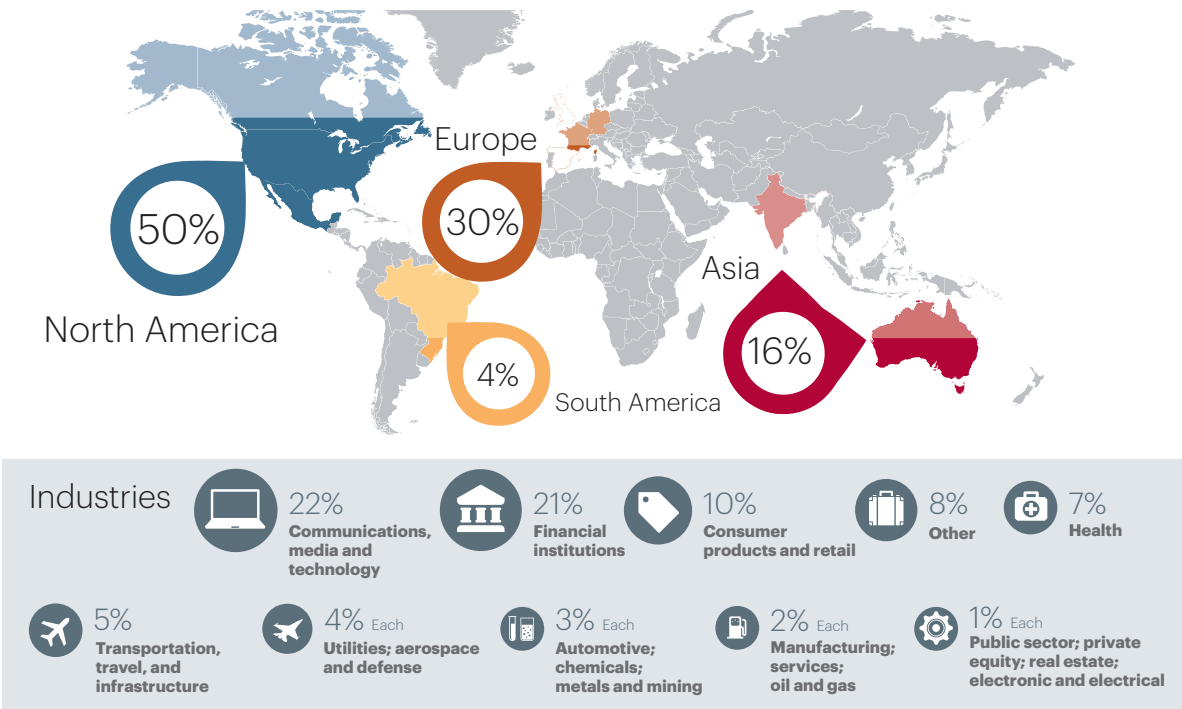 Europe
50%
30%
Asia
North America
16%
4%
South America
Industries
22%
Communications,
media and
technology
21%
Financial
institutions
10%
Consumer
products and retail
8%
Other
7%
Health
5%
Transportation,
travel, and
infrastructure
4% Each
Utilities; aerospace
and defense
3% Each
Automotive;
chemicals;
metals and mining
2% Each
Manufacturing;
services;
oil and gas
1% Each
Public sector; private
equity; real estate;
electronic and electrical